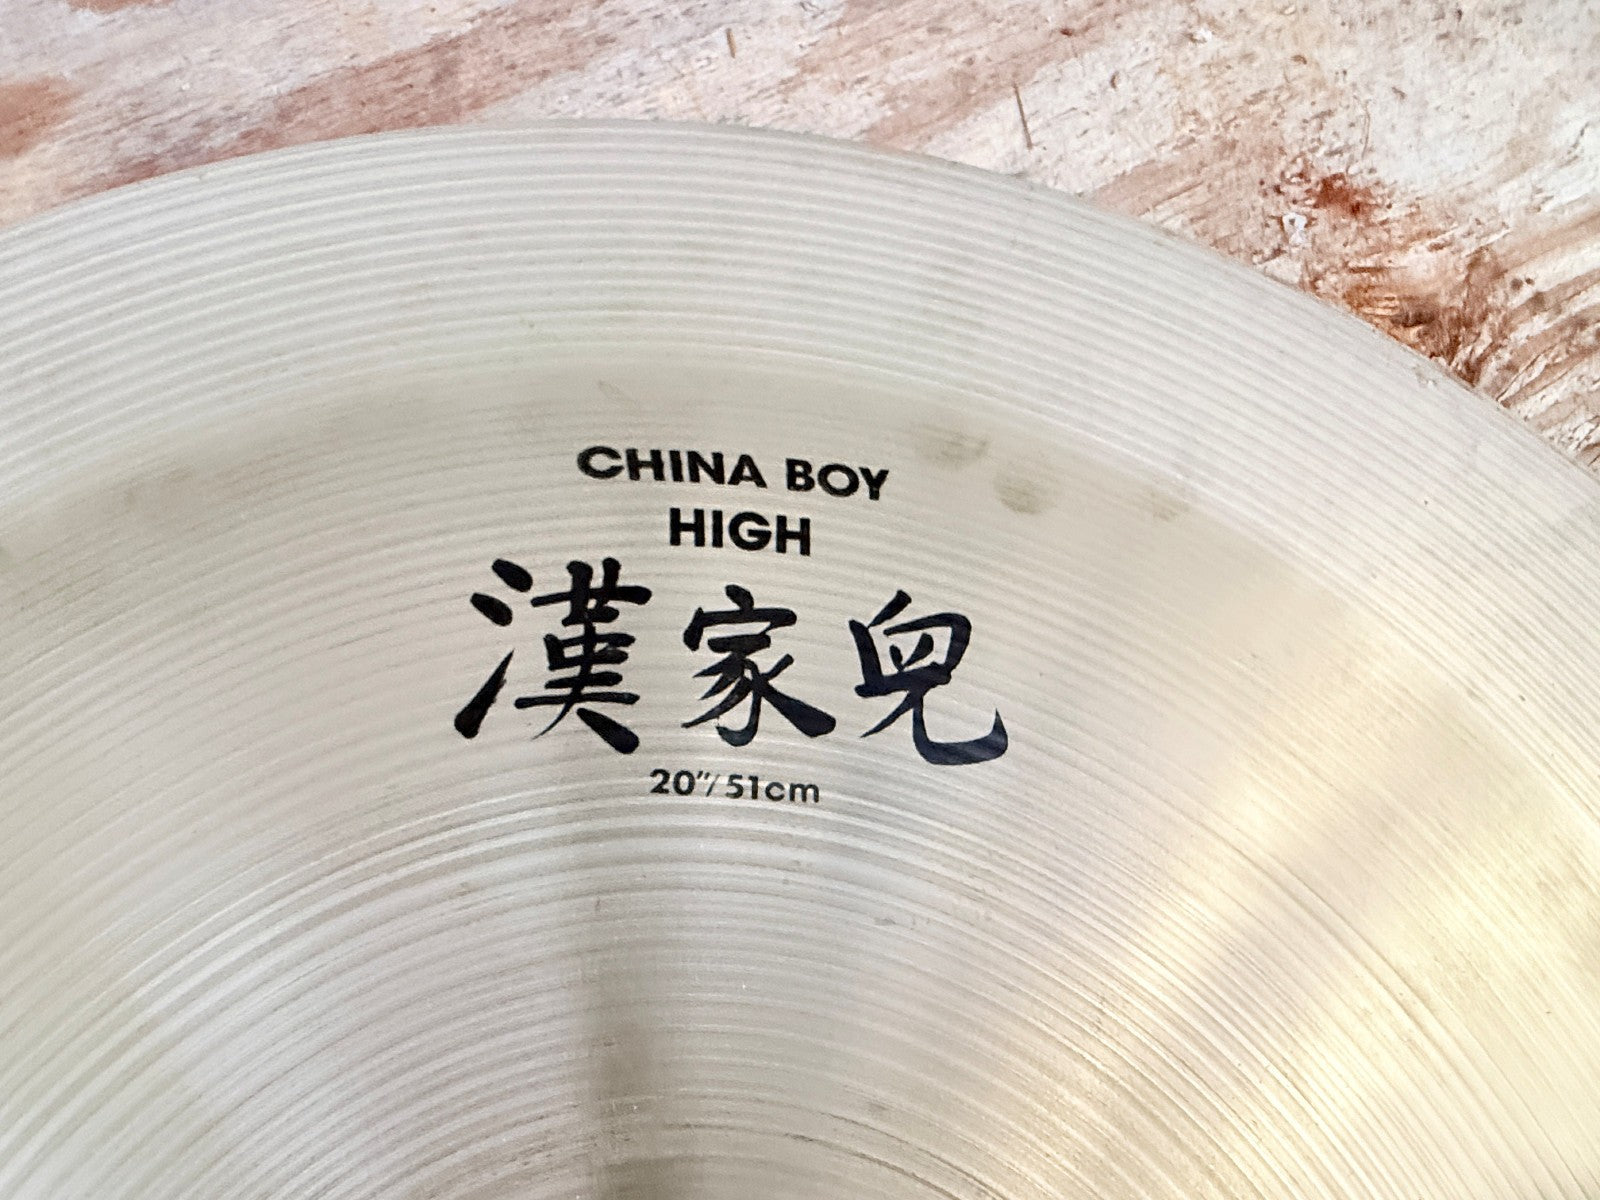 CHINA BOY
HIGH
漢家兒
20"/51cm